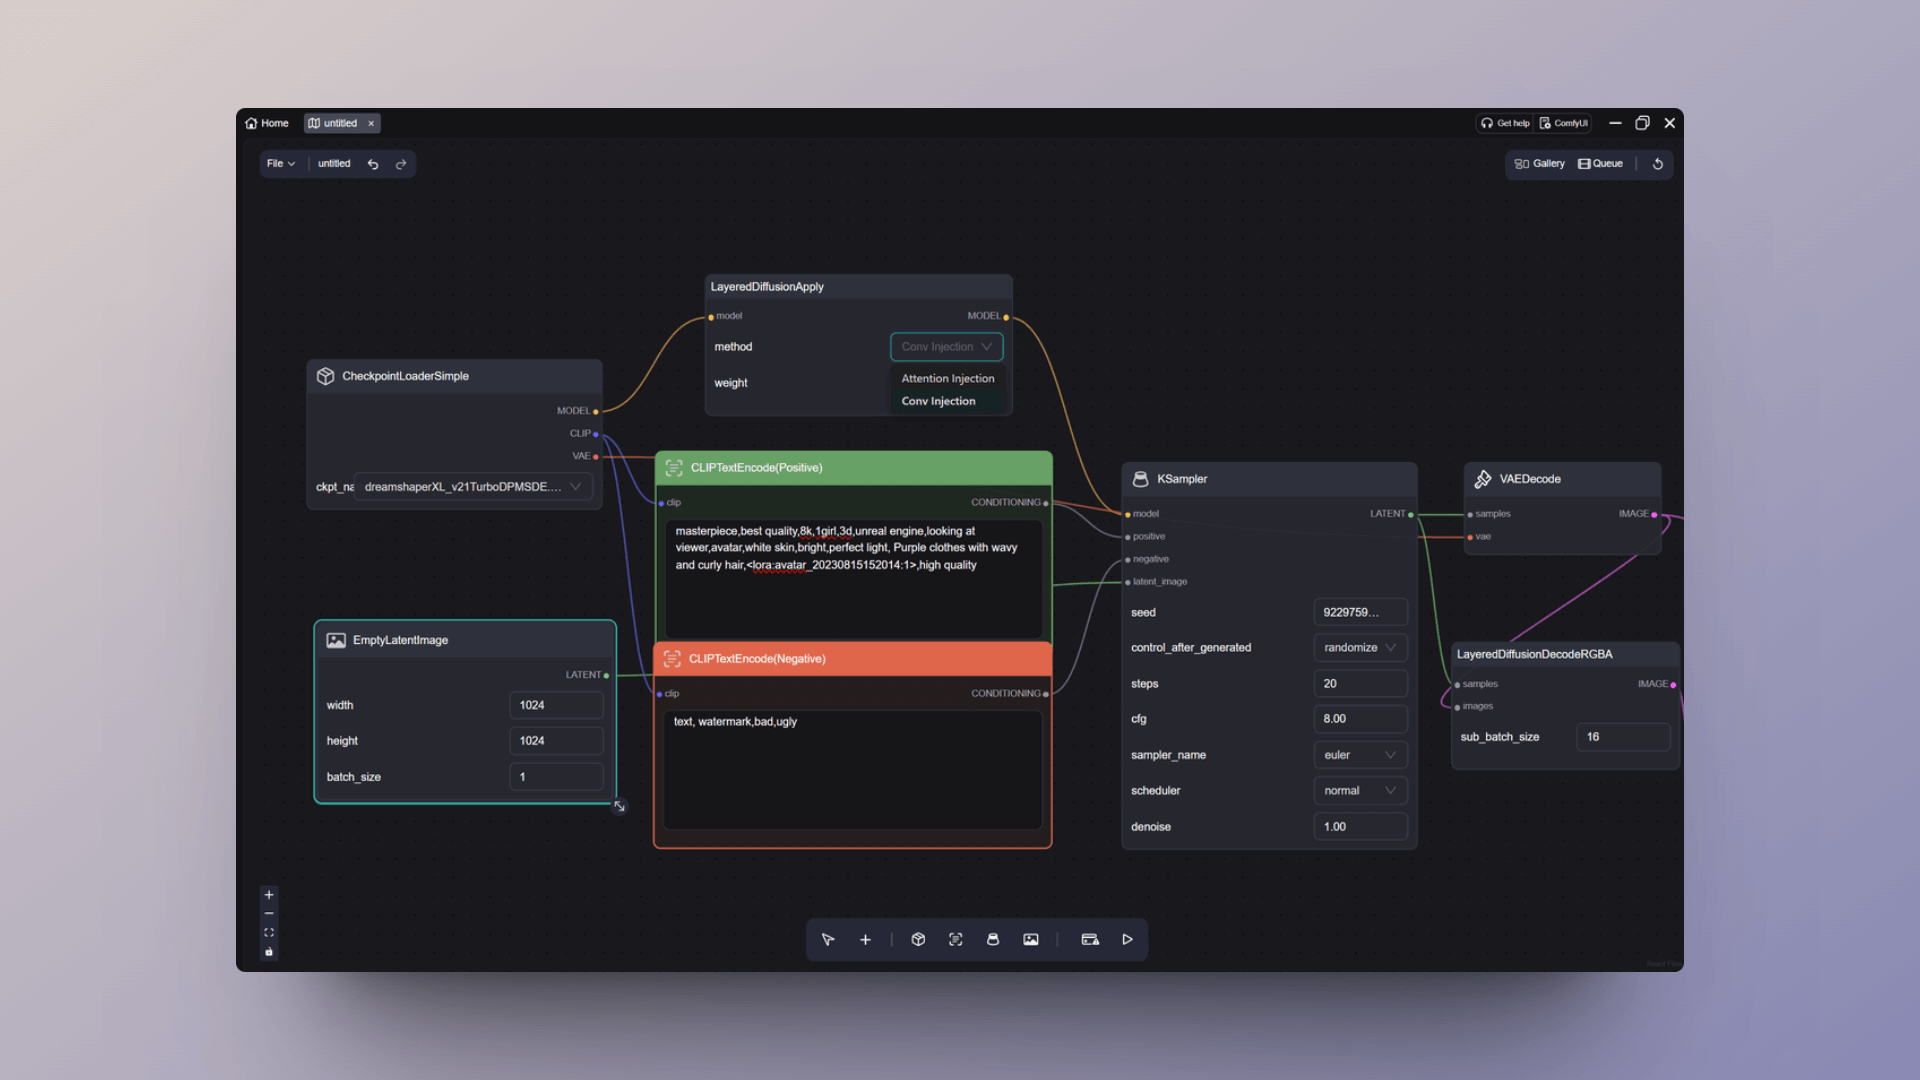 Home
untitled
Get help
ComfyUI
File
untitled
Gallery
Queue
LayeredDiffusionApply
model
MODEL
method
Conv Injection
weight
Attention Injection
Conv Injection
CheckpointLoaderSimple
MODEL
CLIP
VAE
ckpt_na
dreamshaperXL_v21TurboDPMSDE....
CLIPTextEncode(Positive)
clip
CONDITIONING
masterpiece,best quality,8k,1girl,3d,unreal engine,looking at
viewer,avatar,white skin,bright,perfect light, Purple clothes with wavy
and curly hair,<lora:avatar_20230815152014:1>,high quality
EmptyLatentImage
LATENT
width
1024
height
1024
batch_size
1
CLIPTextEncode(Negative)
clip
CONDITIONING
text, watermark,bad,ugly
KSampler
model
LATENT
positive
negative
latent_image
seed
9229759...
control_after_generated
randomize
steps
20
cfg
8.00
sampler_name
euler
scheduler
normal
denoise
1.00
VAEDecode
samples
IMAGE
vae
LayeredDiffusionDecodeRGBA
samples
IMAGE
images
sub_batch_size
16
React Flow